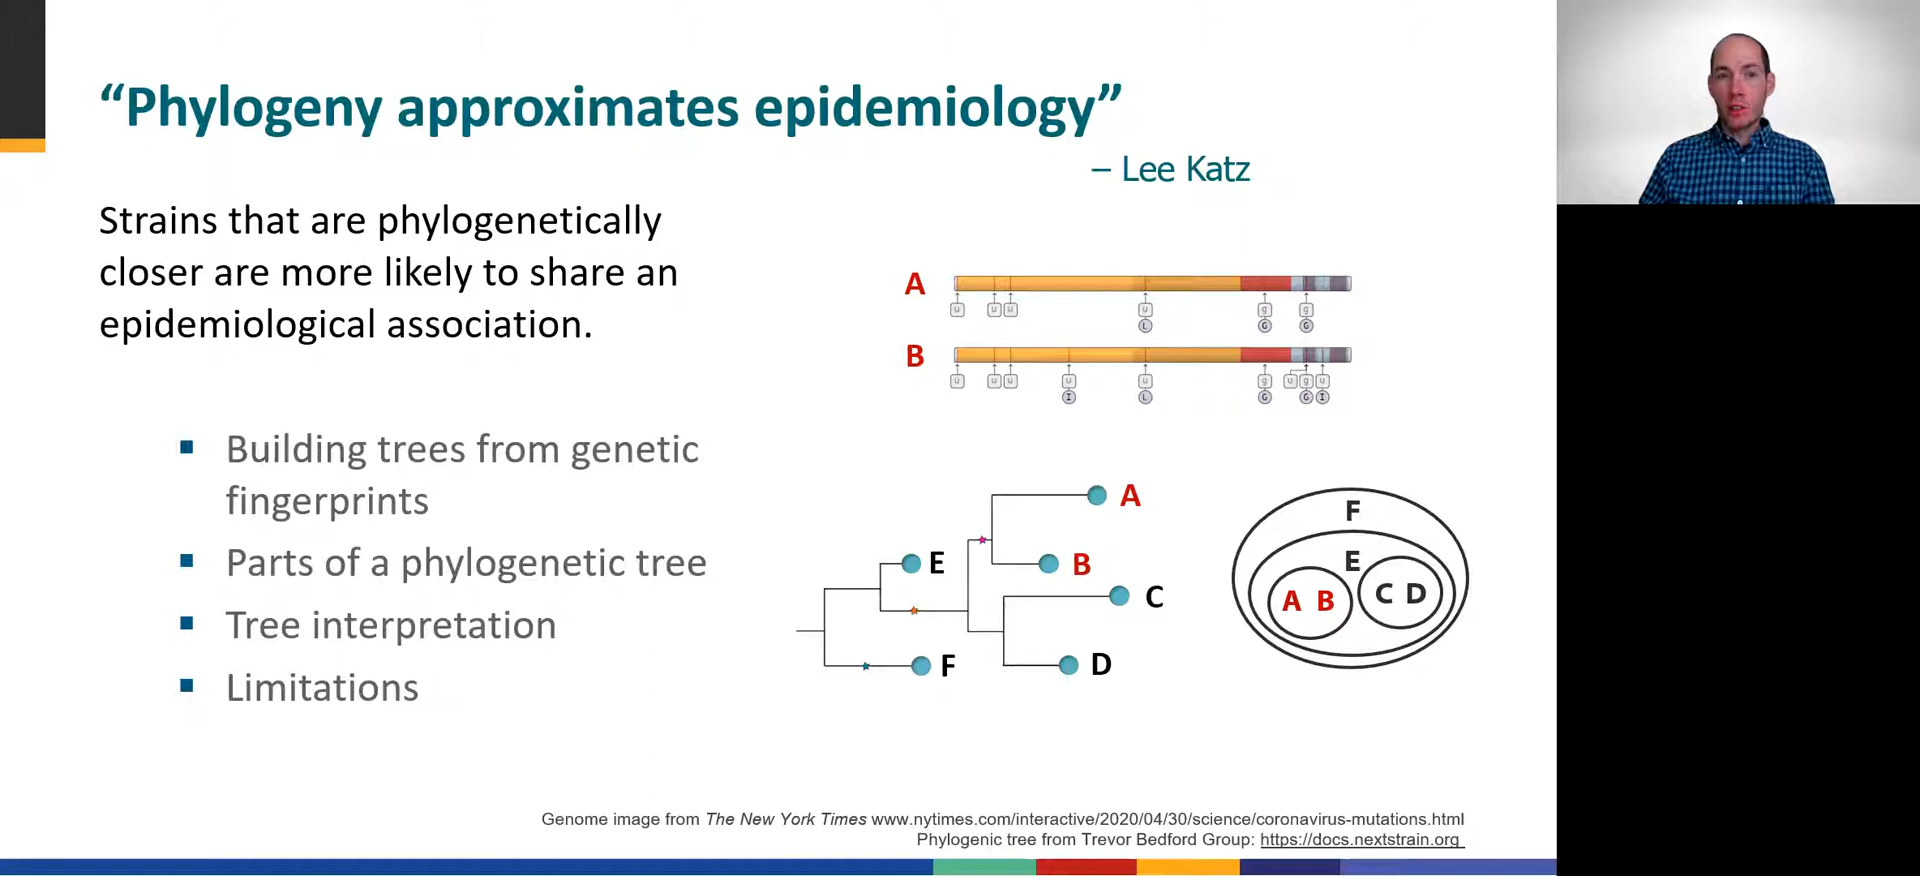 “Phylogeny approximates epidemiology”
– Lee Katz
Strains that are phylogenetically
closer are more likely to share an
epidemiological association.
▪ Building trees from genetic
fingerprints
▪ Parts of a phylogenetic tree
▪ Tree interpretation
▪ Limitations
A
u u u u g g
L G G
B
u u u u u g u g u
I L G G I
A
E B
C
F D
F
E
A B C D
Genome image from The New York Times www.nytimes.com/interactive/2020/04/30/science/coronavirus-mutations.html
Phylogenic tree from Trevor Bedford Group: https://docs.nextstrain.org